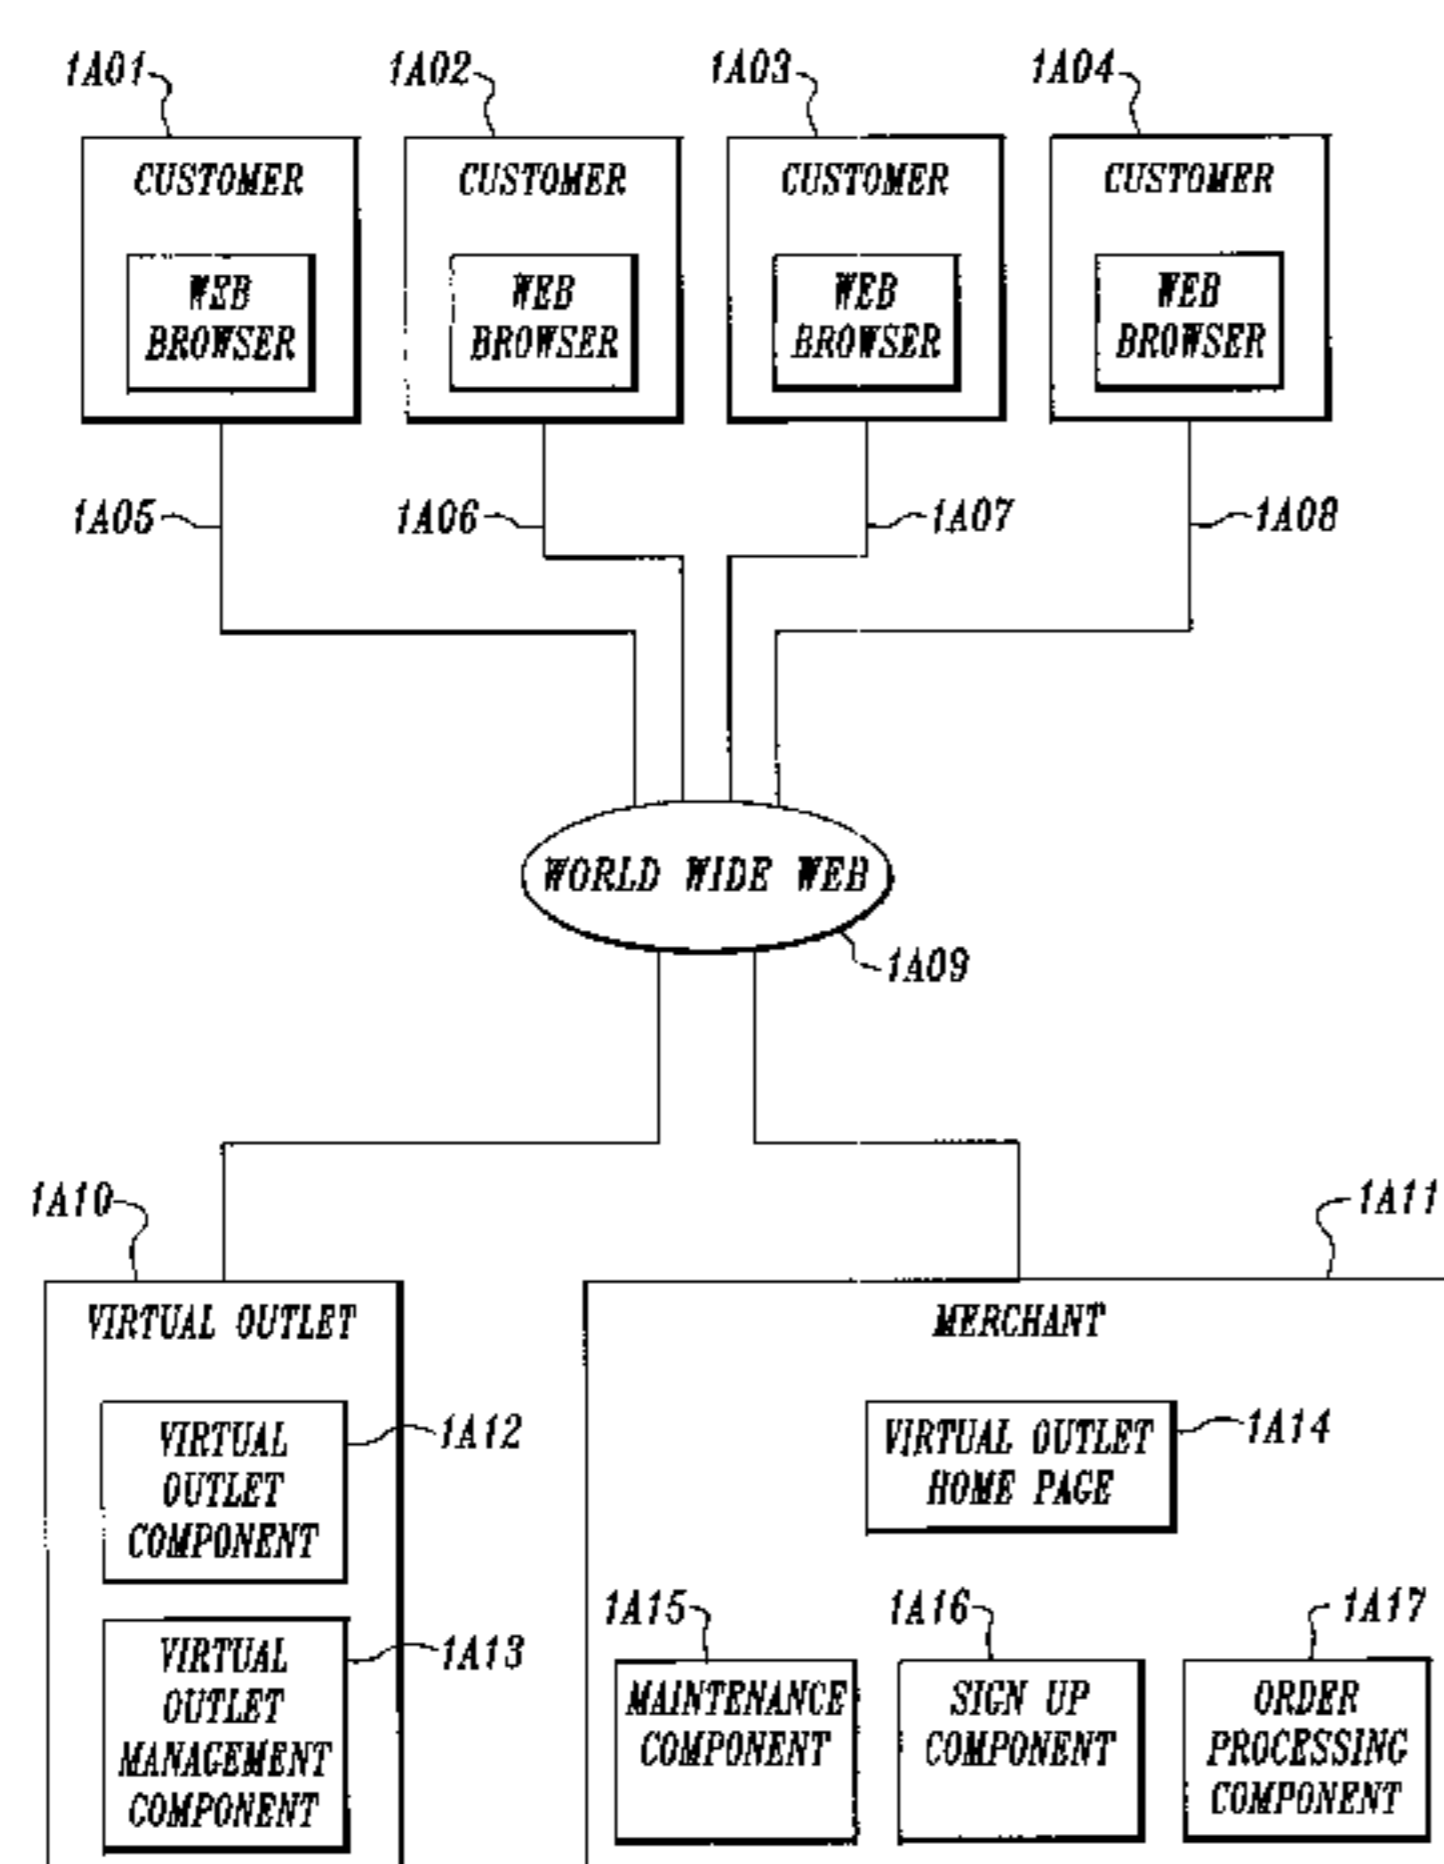 1A01 1A02 1A03 1A04
CUSTOMER CUSTOMER CUSTOMER CUSTOMER
WEB WEB WEB WEB
BROWSER BROWSER BROWSER BROWSER
1A05 1A06 1A07 1A08
WORLD WIDE WEB
1A09
1A10 1A11
VIRTUAL OUTLET
VIRTUAL
OUTLET
COMPONENT
1A12
VIRTUAL
OUTLET
MANAGEMENT
COMPONENT
1A13
MERCHANT
VIRTUAL OUTLET
HOME PAGE
1A14
1A15 1A16 1A17
MAINTENANCE
COMPONENT
SIGN UP
COMPONENT
ORDER
PROCESSING
COMPONENT